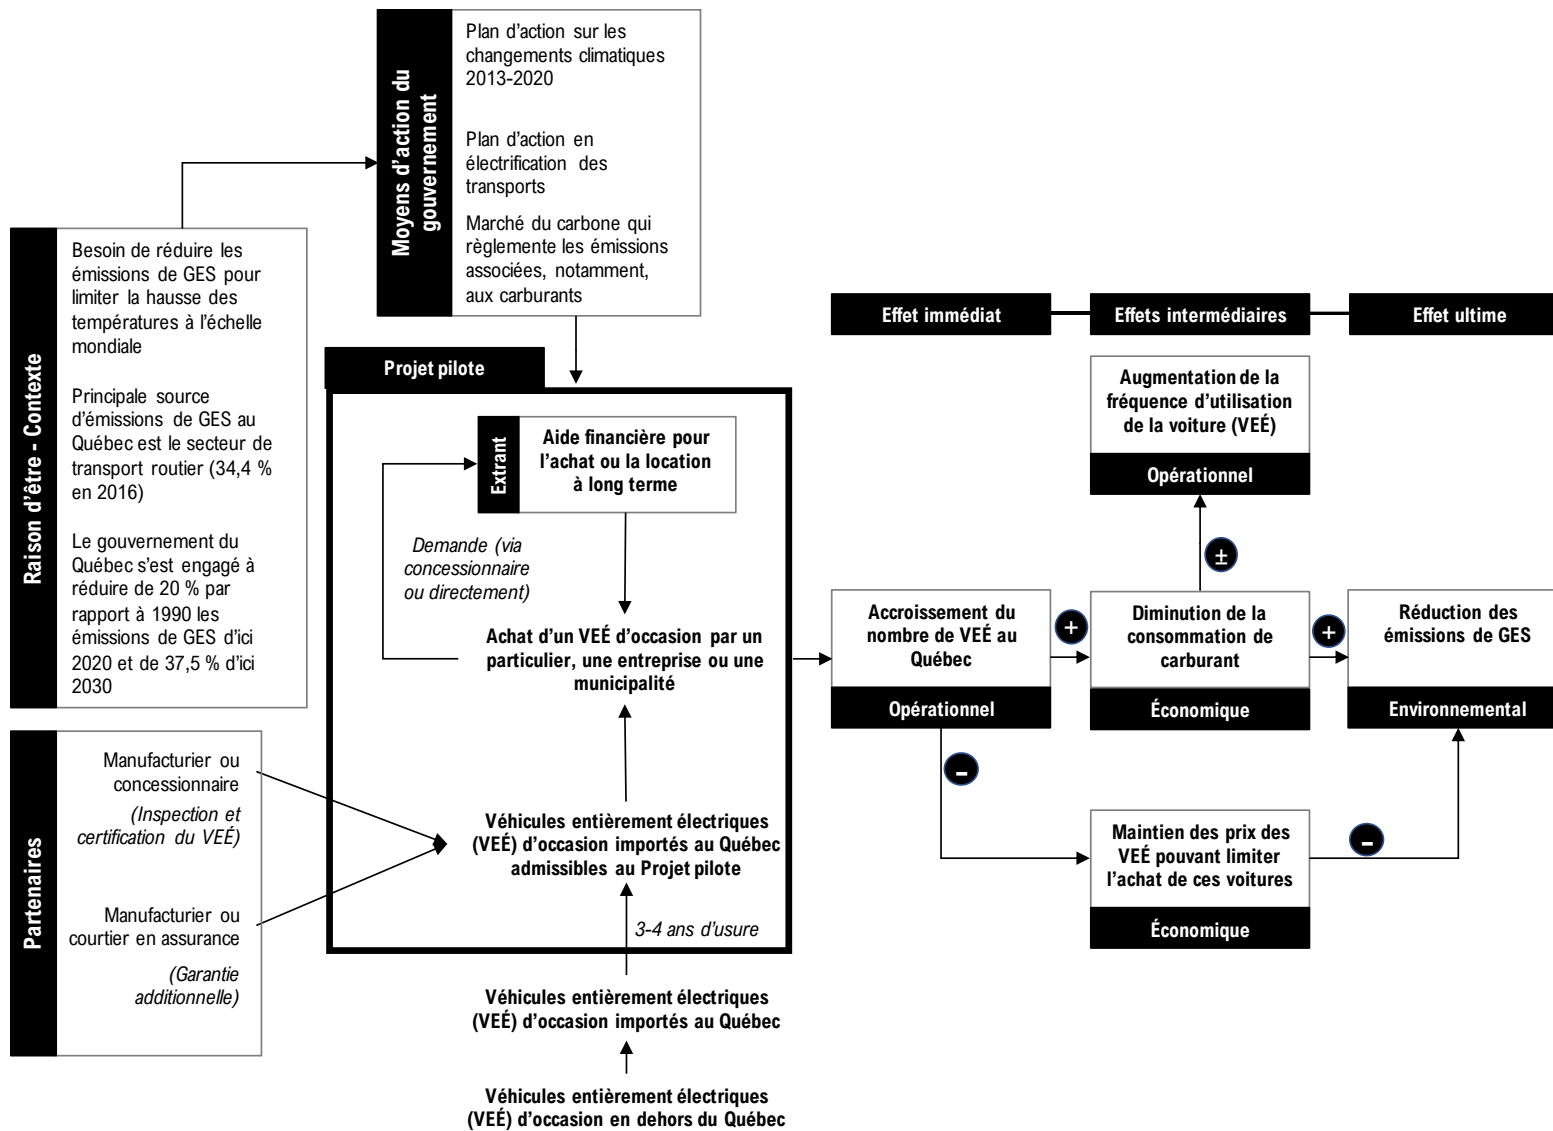 Moyens d'action du
gouvernement
Plan d'action sur les
changements climatiques
2013-2020
Plan d'action en
électrification des
transports
Marché du carbone qui
règlemente les émissions
associées, notamment,
aux carburants
Raison d'être - Contexte
Besoin de réduire les
émissions de GES pour
limiter la hausse des
températures à l'échelle
mondiale
Principale source
d'émissions de GES au
Québec est le secteur de
transport routier (34,4 %
en 2016)
Le gouvernement du
Québec s'est engagé à
réduire de 20 % par
rapport à 1990 les
émissions de GES d'ici
2020 et de 37,5 % d'ici
2030
Partenaires
Manufacturier ou
concessionnaire
(Inspection et
certification du VEÉ)
Manufacturier ou
courtier en assurance
(Garantie
additionnelle)
Projet pilote
Extrant
Aide financière pour
l'achat ou la location
à long terme
Demande (via
concessionnaire
ou directement)
Achat d'un VEÉ d'occasion par un
particulier, une entreprise ou une
municipalité
Véhicules entièrement électriques
(VEÉ) d'occasion importés au Québec
admissibles au Projet pilote
3-4 ans d'usure
Véhicules entièrement électriques
(VEÉ) d'occasion importés au Québec
Véhicules entièrement électriques
(VEÉ) d'occasion en dehors du Québec
Effet immédiat
Effets intermédiaires
Effet ultime
Augmentation de la
fréquence d'utilisation
de la voiture (VEÉ)
Opérationnel
±
Accroissement du
nombre de VEÉ au
Québec
Opérationnel
+
Diminution de la
consommation de
carburant
Économique
+
Réduction des
émissions de GES
Environnemental
-
Maintien des prix des
VEÉ pouvant limiter
l'achat de ces voitures
Économique
-